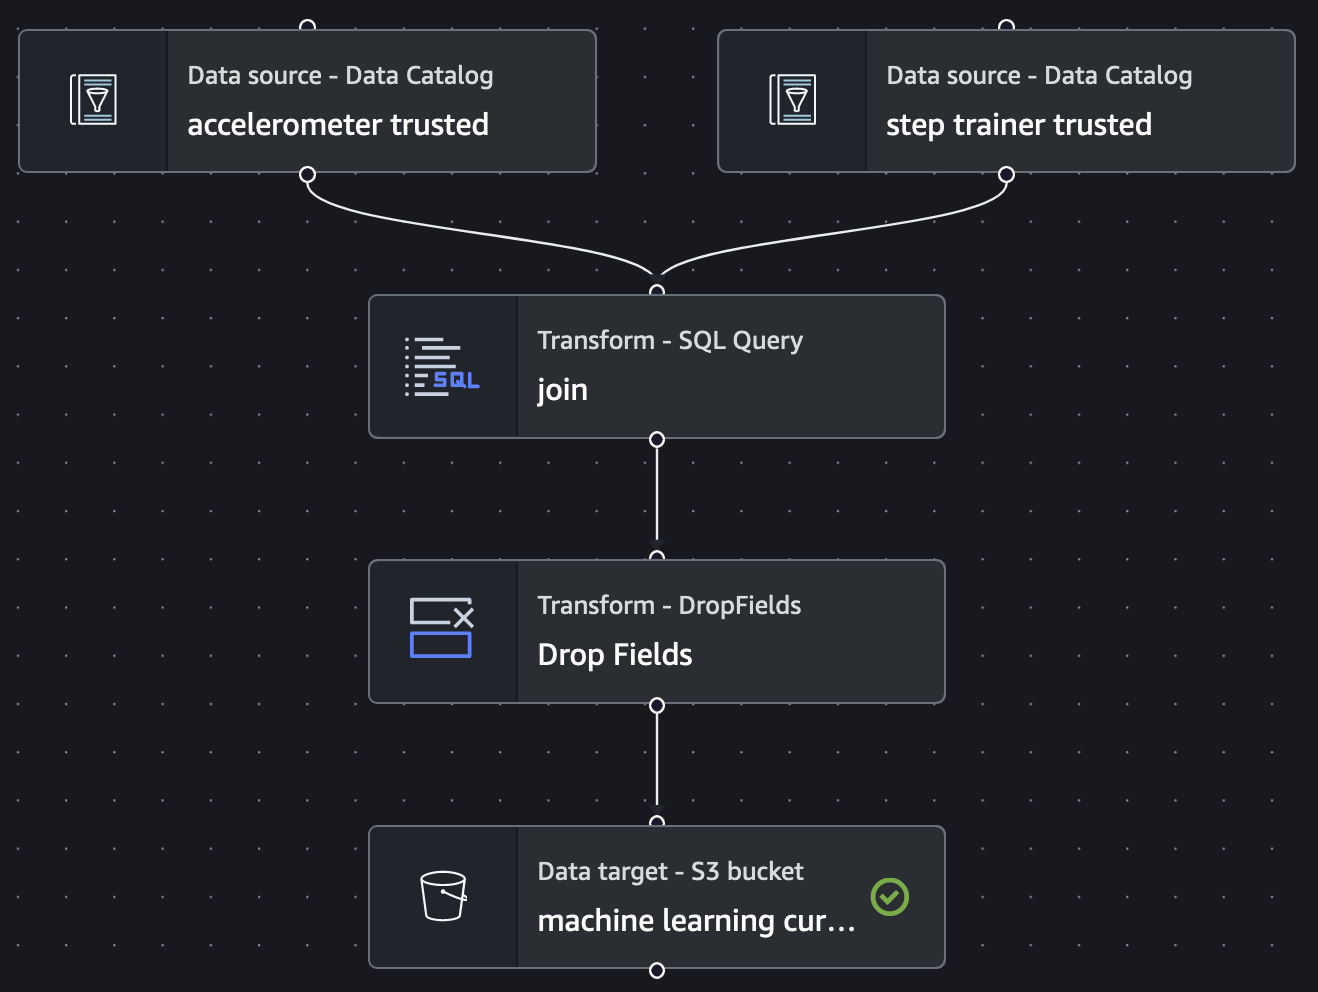 Data source - Data Catalog
accelerometer trusted
Data source - Data Catalog
step trainer trusted
Transform - SQL Query
SQL
join
Transform - DropFields
Drop Fields
Data target - S3 bucket
machine learning cur...